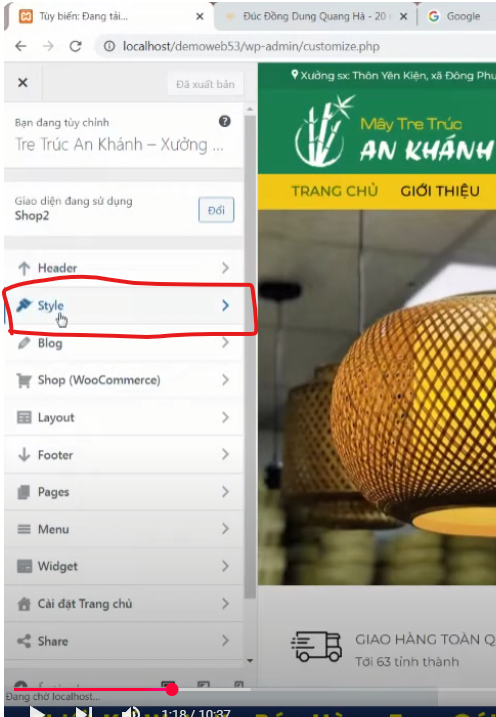 Tùy biến: Đang tải...
Đúc Đồng Dung Quang Hà - 20
Google
localhost/demoweb53/wp-admin/customize.php
Đã xuất bản
Xưởng sx: Thôn Yên Kiện, xã Đông Phu
Bạn đang tùy chỉnh
Tre Trúc An Khánh – Xưởng ...
Mây Tre Trúc
AN KHÁNH
Giao diện đang sử dụng
Shop2
Đổi
TRANG CHỦ GIỚI THIỆU
Header
Style
Blog
Shop (WooCommerce)
Layout
Footer
Pages
Menu
Widget
Cài đặt Trang chủ
Share
GIAO HÀNG TOÀN Q
Tới 63 tỉnh thành
Đang chờ localhost...
1:18 / 10:37